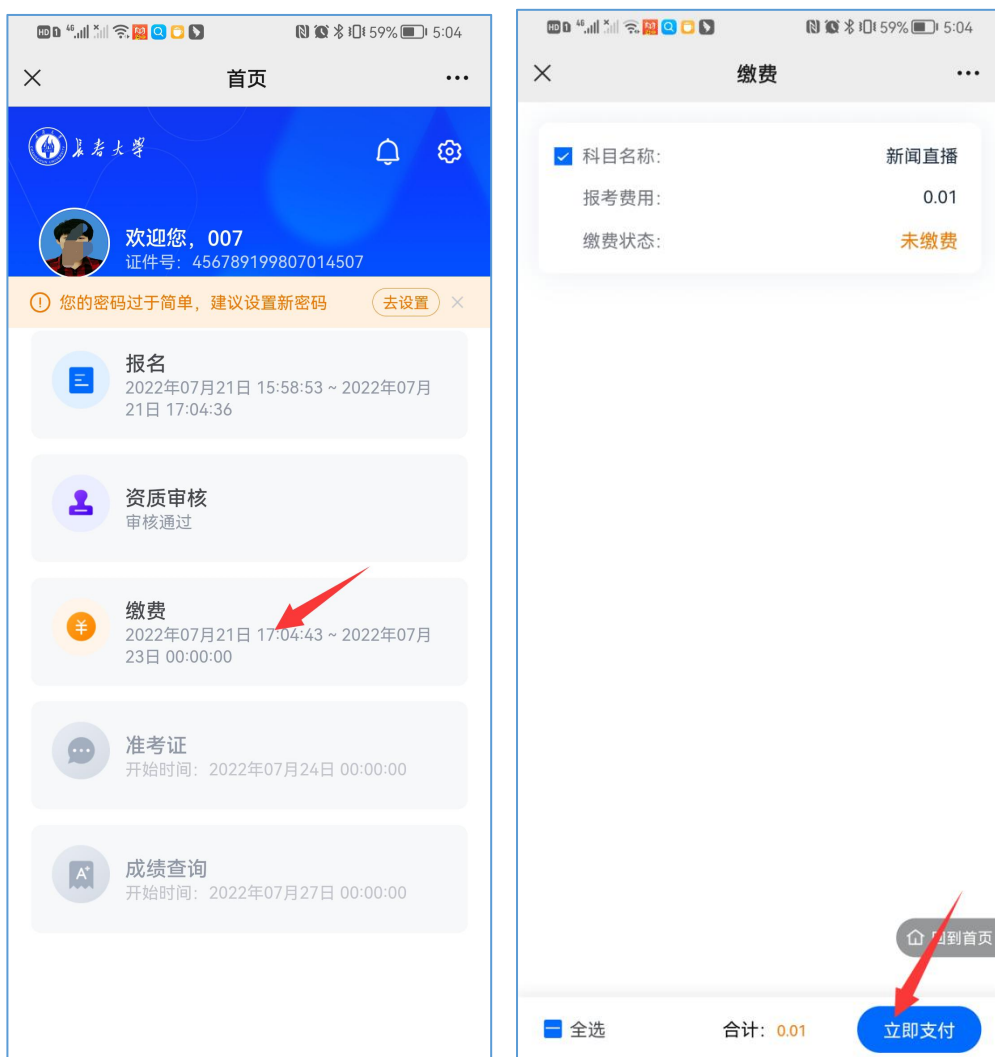 59% 5:04
首页
欢迎您，007
证件号：456789199807014507
您的密码过于简单，建议设置新密码
去设置
报名
2022年07月21日 15:58:53 ~ 2022年07月
21日 17:04:36
资质审核
审核通过
缴费
2022年07月21日 17:04:43 ~ 2022年07月
23日 00:00:00
准考证
开始时间：2022年07月24日 00:00:00
成绩查询
开始时间：2022年07月27日 00:00:00
59% 5:04
缴费
科目名称： 新闻直播
报考费用： 0.01
缴费状态： 未缴费
回到首页
全选 合计：0.01 立即支付